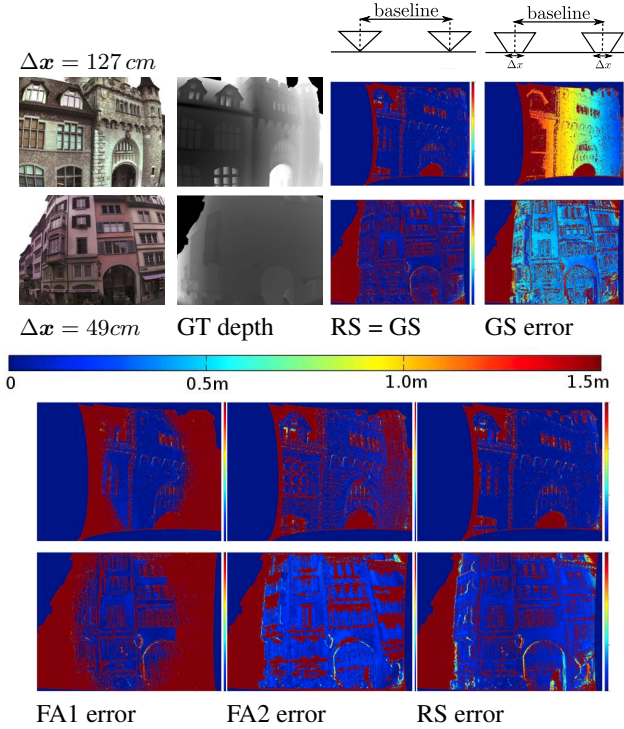 baseline baseline
Δx Δx
Δx = 127 cm
Δx = 49cm GT depth RS = GS GS error
0 0.5m 1.0m 1.5m
FA1 error FA2 error RS error